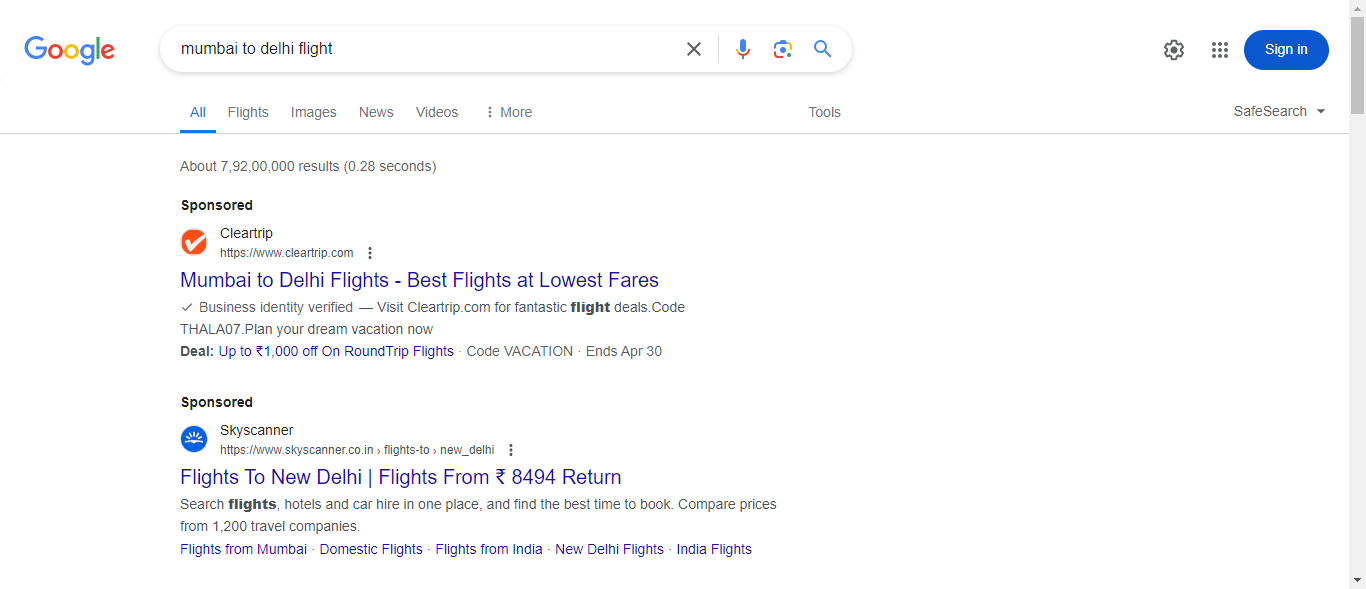 Google
mumbai to delhi flight
Sign in
All Flights Images News Videos More Tools SafeSearch
About 7,92,00,000 results (0.28 seconds)
Sponsored
Cleartrip
https://www.cleartrip.com
Mumbai to Delhi Flights - Best Flights at Lowest Fares
Business identity verified — Visit Cleartrip.com for fantastic flight deals.Code
THALA07.Plan your dream vacation now
Deal: Up to ₹1,000 off On RoundTrip Flights · Code VACATION · Ends Apr 30
Sponsored
Skyscanner
https://www.skyscanner.co.in › flights-to › new_delhi
Flights To New Delhi | Flights From ₹ 8494 Return
Search flights, hotels and car hire in one place, and find the best time to book. Compare prices
from 1,200 travel companies.
Flights from Mumbai · Domestic Flights · Flights from India · New Delhi Flights · India Flights